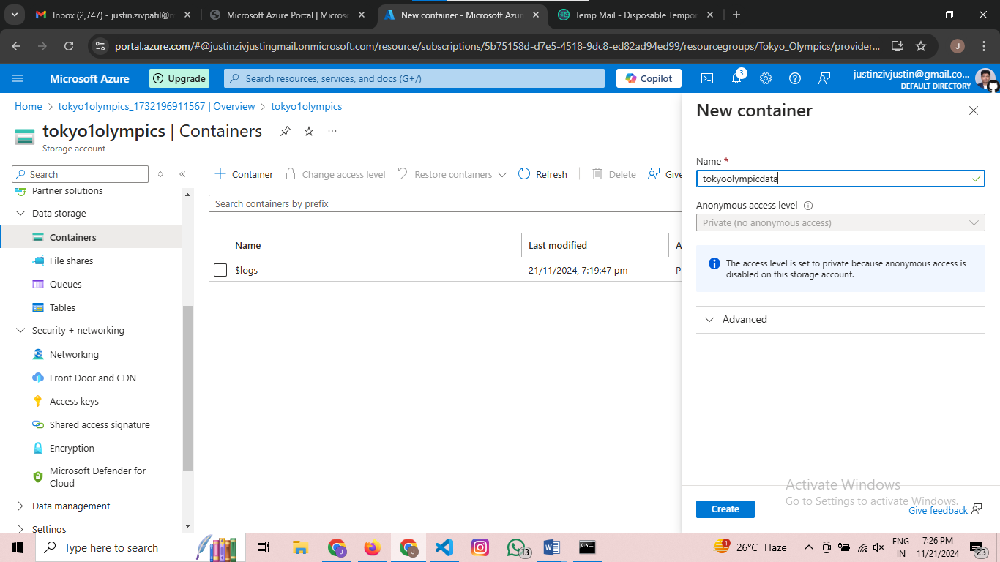 Inbox (2,747) - justin.zivpatil@m
Microsoft Azure Portal | Micros
New container - Microsoft Azur
Temp Mail - Disposable Tempo
portal.azure.com/#@justinzivjustingmail.onmicrosoft.com/resource/subscriptions/5b75158d-d7e5-4518-9dc8-ed82ad94ed99/resourcegroups/Tokyo_Olympics/provider...
J
Microsoft Azure
Upgrade
Search resources, services, and docs (G+/)
Copilot
3
justinzivjustin@gmail.co...
DEFAULT DIRECTORY
Home > tokyo1olympics_1732196911567 | Overview > tokyo1olympics
tokyo1olympics | Containers
Storage account
Search
Partner solutions
Data storage
Containers
File shares
Queues
Tables
Security + networking
Networking
Front Door and CDN
Access keys
Shared access signature
Encryption
Microsoft Defender for
Cloud
Data management
Settings
Container
Change access level
Restore containers
Refresh
Delete
Give
Search containers by prefix
Name
Last modified
A
$logs
21/11/2024, 7:19:47 pm
P
New container
Name *
tokyoolympicdata
Anonymous access level
Private (no anonymous access)
The access level is set to private because anonymous access is
disabled on this storage account.
Advanced
Activate Windows
Go to Settings to activate Windows.
Create
Give feedback
Type here to search
J
J
13
1
26°C Haze
ENG
IN
7:26 PM
11/21/2024
23